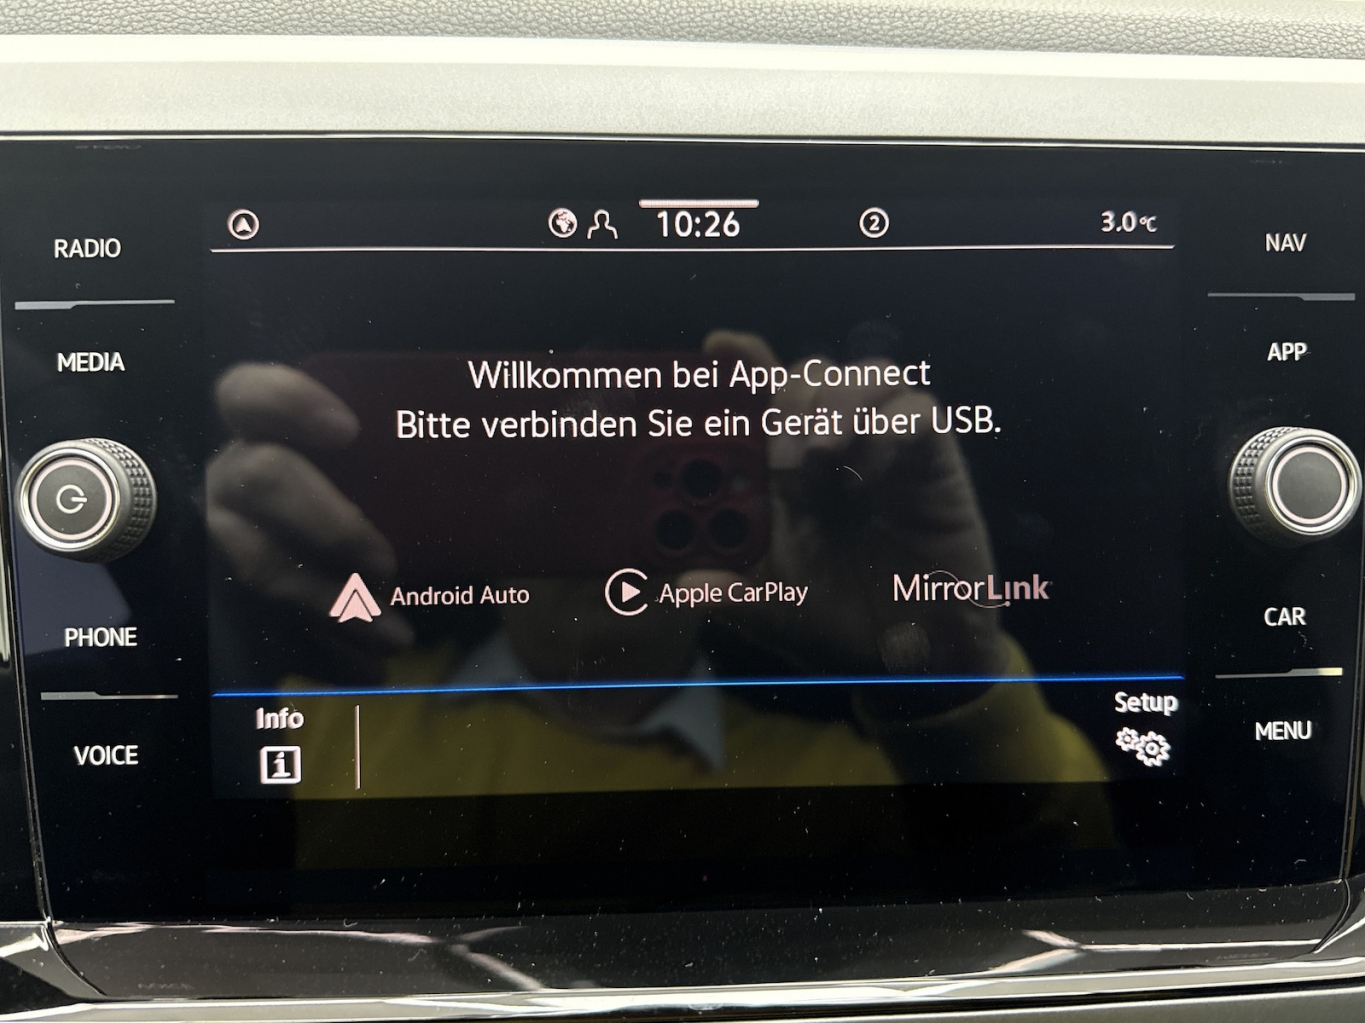 RADIO
MEDIA
PHONE
VOICE
10:26
2
3.0°C
Willkommen bei App-Connect
Bitte verbinden Sie ein Gerät über USB.
Android Auto
Apple CarPlay
MirrorLink
Info
i
Setup
NAV
APP
CAR
MENU